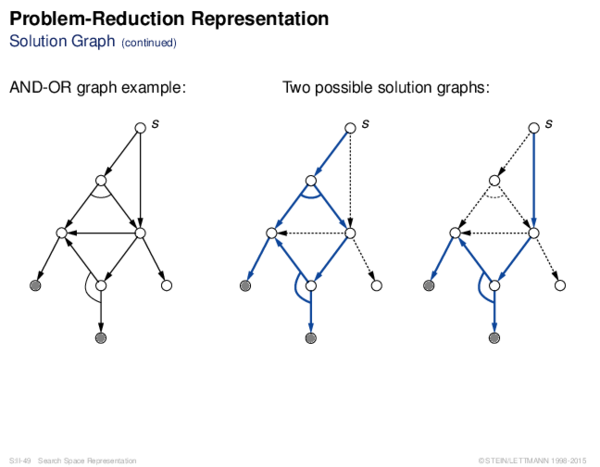 Problem-Reduction Representation
Solution Graph (continued)
AND-OR graph example:
Two possible solution graphs:
s
s
s
S:II-49 Search Space Representation
©STEIN/LETTMANN 1998-2015